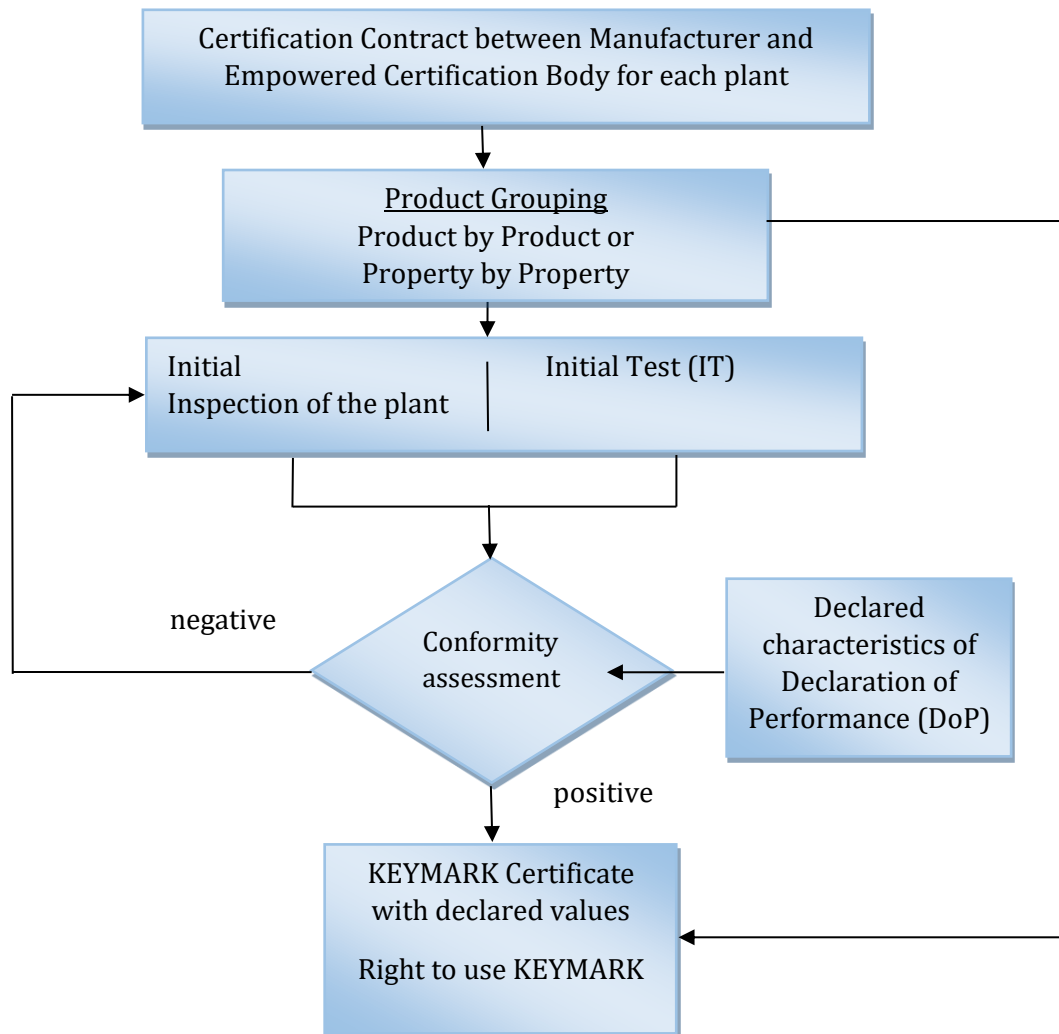 Certification Contract between Manufacturer and
Empowered Certification Body for each plant
Product Grouping
Product by Product or
Property by Property
Initial
Inspection of the plant
Initial Test (IT)
negative
Conformity
assessment
Declared
characteristics of
Declaration of
Performance (DoP)
positive
KEYMARK Certificate
with declared values
Right to use KEYMARK